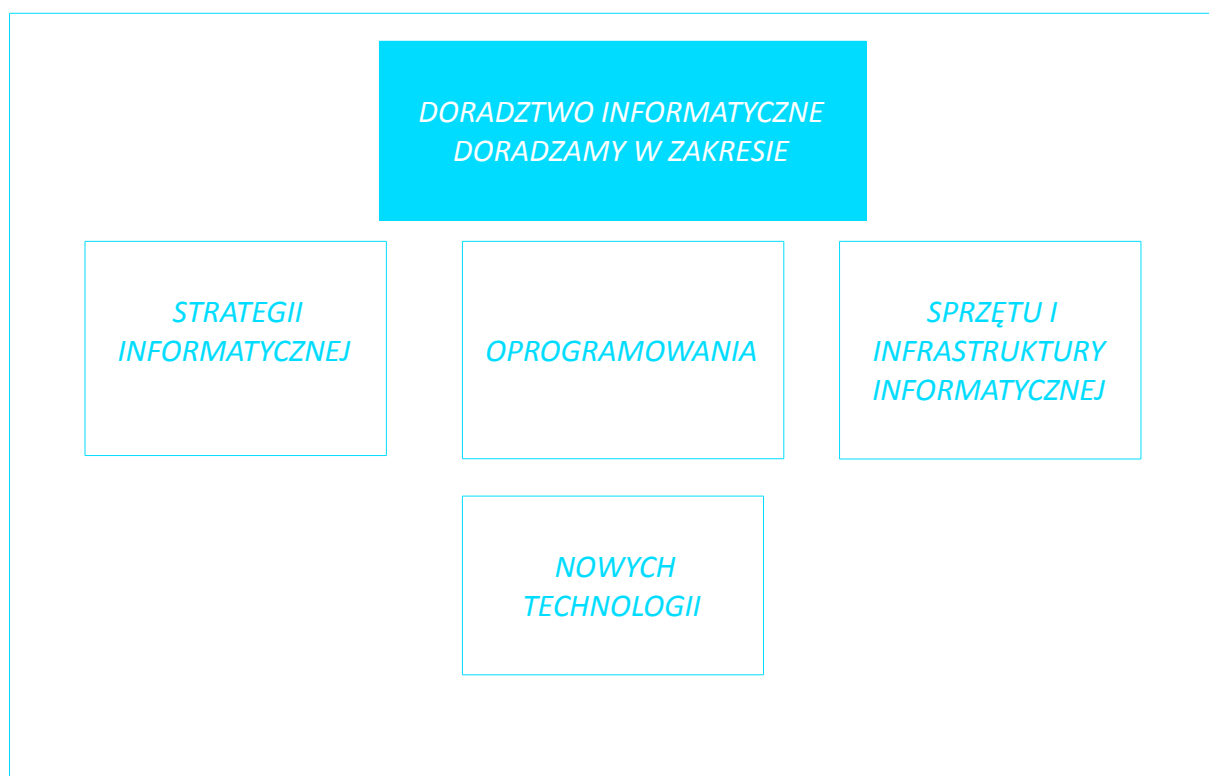 DORADZTWO INFORMATYCZNE
DORADZAMY W ZAKRESIE
STRATEGII
INFORMATYCZNEJ
OPROGRAMOWANIA
SPRZĘTU I
INFRASTRUKTURY
INFORMATYCZNEJ
NOWYCH
TECHNOLOGII